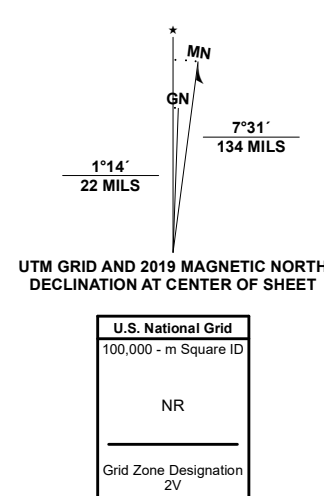 ★
MN
GN
7°31´
134 MILS
1°14´
22 MILS
UTM GRID AND 2019 MAGNETIC NORTH
DECLINATION AT CENTER OF SHEET
U.S. National Grid
100,000 - m Square ID
NR
Grid Zone Designation
2V